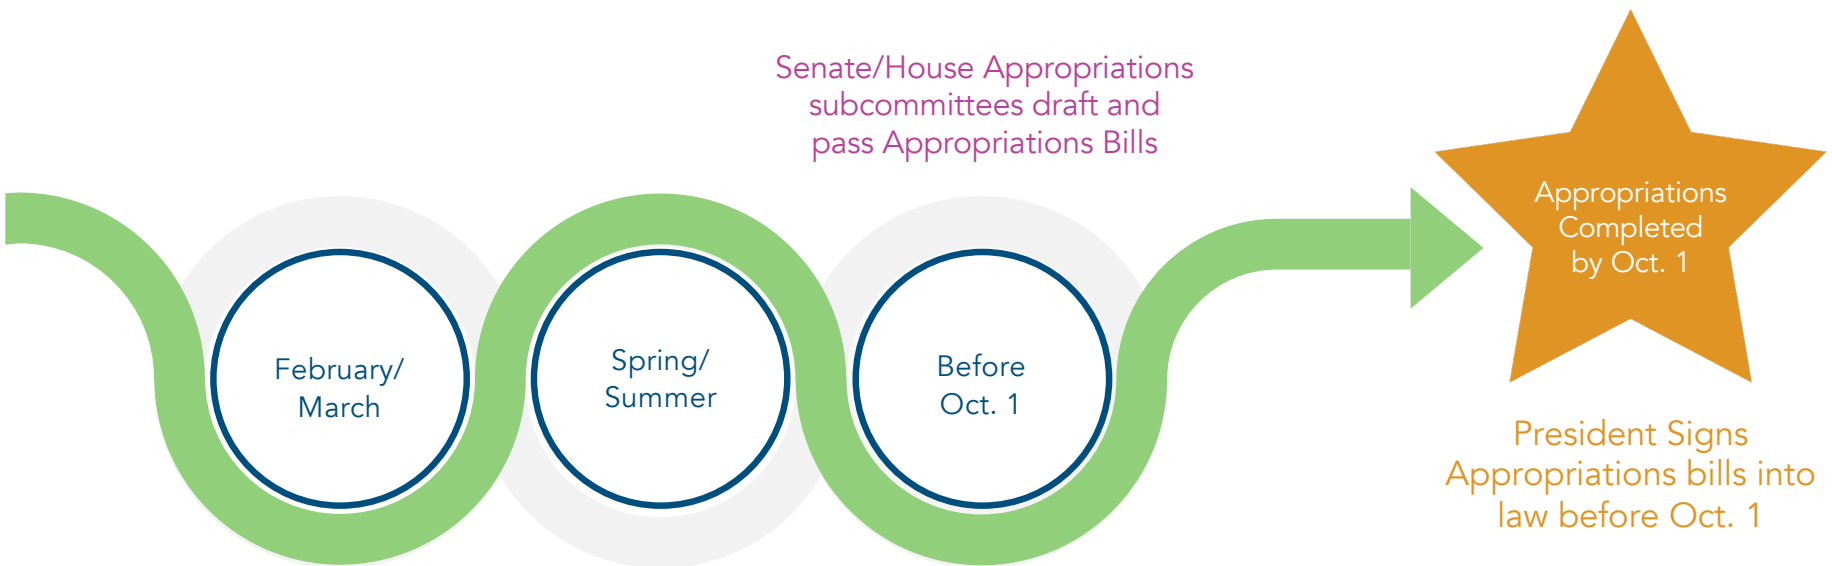 February/
March
Spring/
Summer
Senate/House Appropriations
subcommittees draft and
pass Appropriations Bills
Before
Oct. 1
Appropriations
Completed
by Oct. 1
President Signs
Appropriations bills into
law before Oct. 1